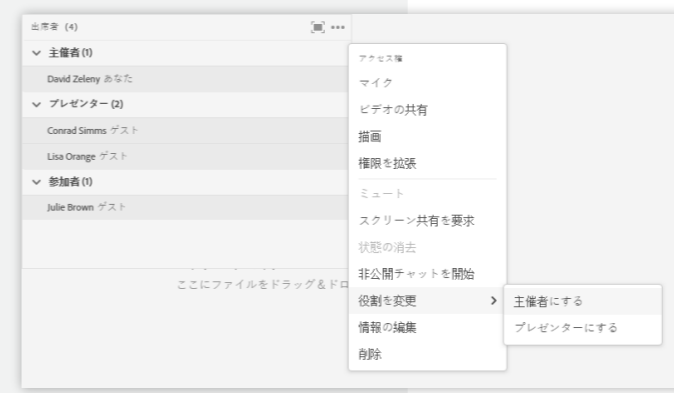 出席者 (4)
主催者 (1)
David Zeleny あなた
プレゼンター (2)
Conrad Simms ゲスト
Lisa Orange ゲスト
参加者 (1)
Julie Brown ゲスト
ここにファイルをドラッグ＆ドロ
アクセス権
マイク
ビデオの共有
描画
権限を拡張
ミュート
スクリーン共有を要求
状態の消去
非公開チャットを開始
役割を変更
情報の編集
削除
主催者にする
プレゼンターにする